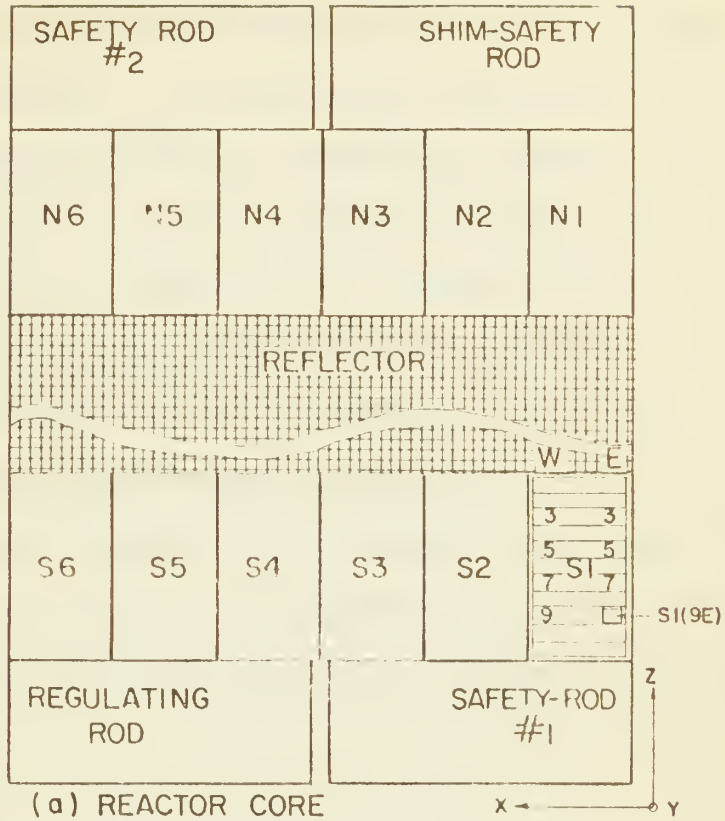 SAFETY ROD
#2
SHIM-SAFETY
ROD
N6
N5
N4
N3
N2
N1
REFLECTOR
W
E
3
3
5
5
S6
S5
S4
S3
S2
S1
7
7
9
S1(9E)
REGULATING
ROD
SAFETY-ROD
#1
Z
X
Y
(a) REACTOR CORE